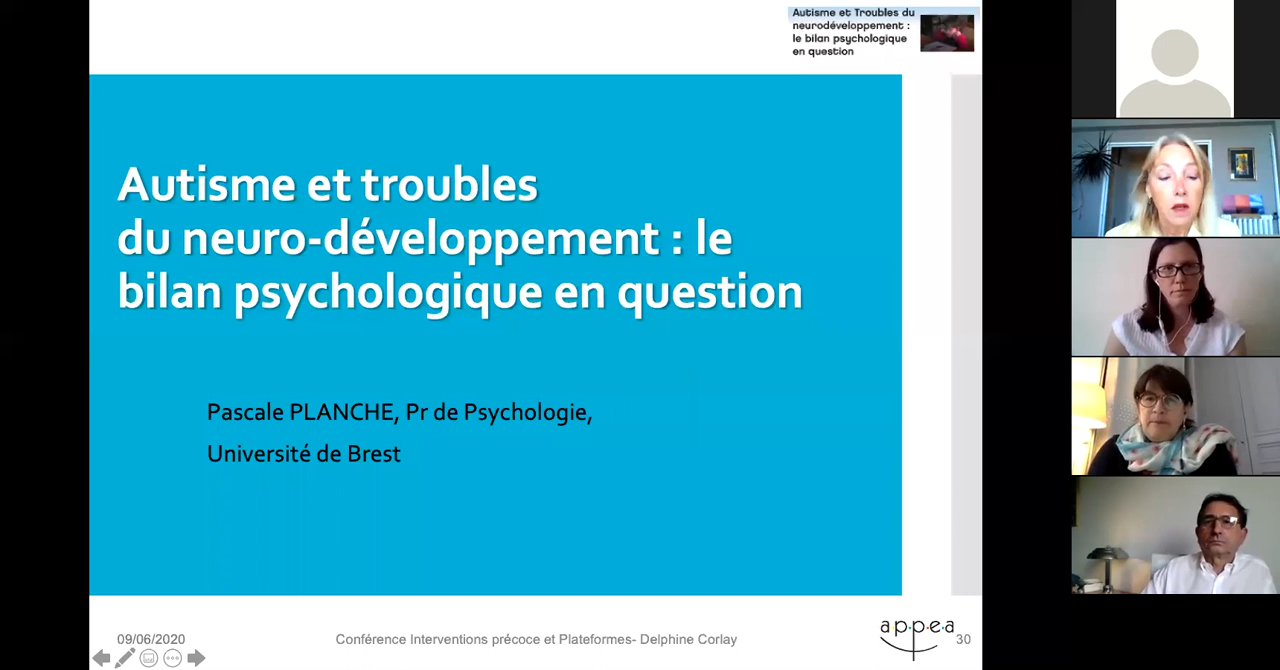 Autisme et Troubles du
neurodéveloppement :
le bilan psychologique
en question
Autisme et troubles
du neuro-développement : le
bilan psychologique en question
Pascale PLANCHE, Pr de Psychologie,
Université de Brest
09/06/2020
Conférence Interventions précoce et Plateformes- Delphine Corlay
appea
30